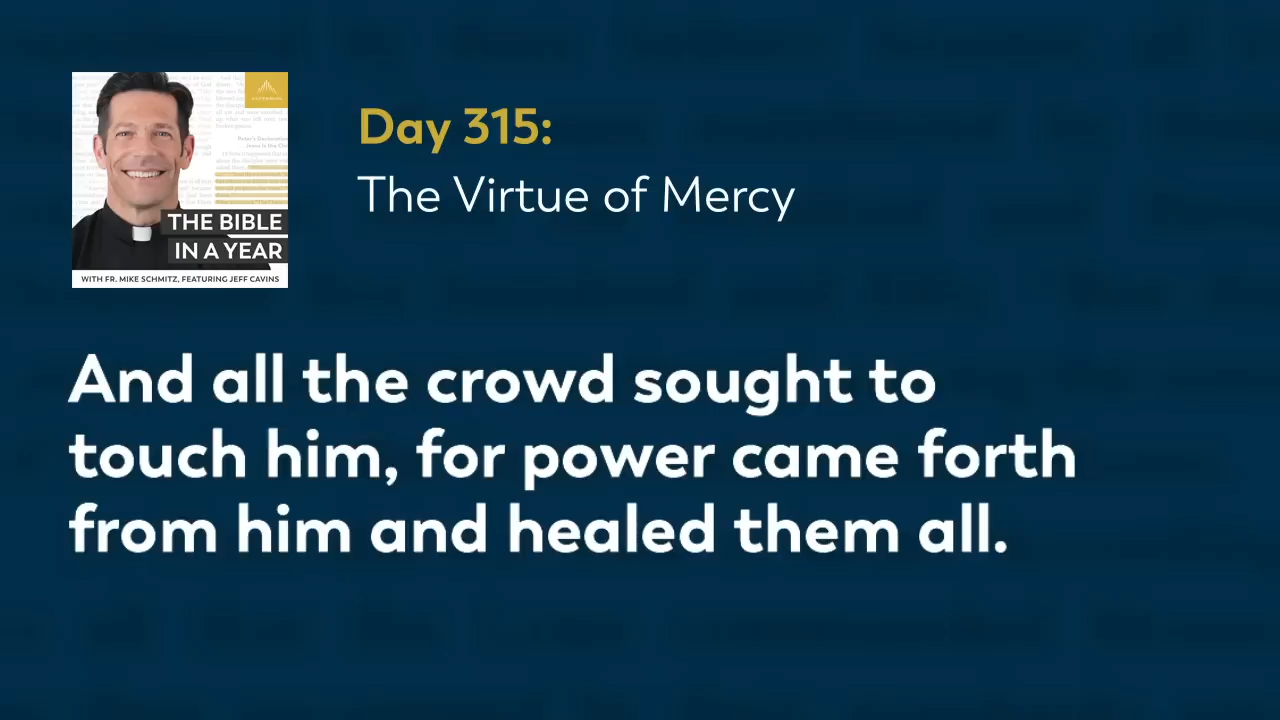 THE BIBLE
IN A YEAR
WITH FR. MIKE SCHMITZ, FEATURING JEFF CAVINS
Day 315:
The Virtue of Mercy
And all the crowd sought to
touch him, for power came forth
from him and healed them all.